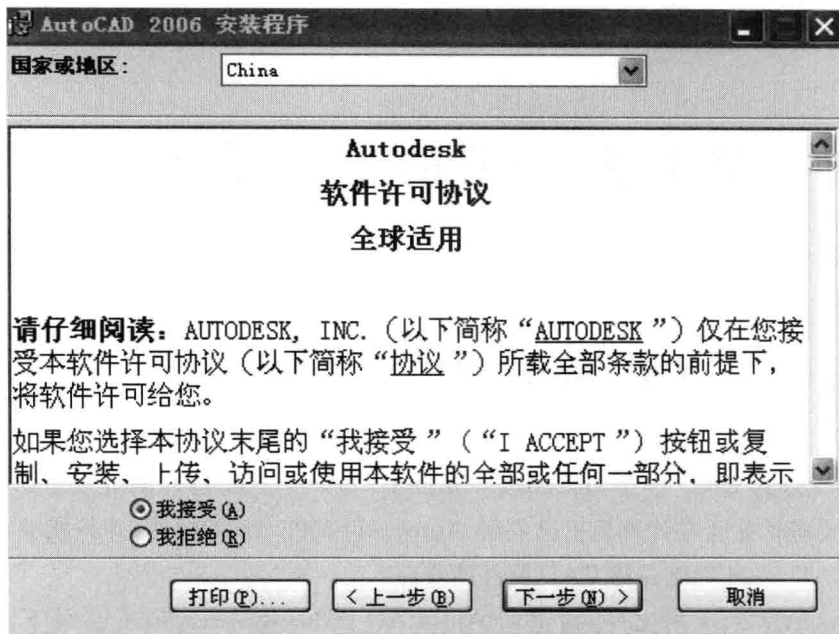 AutoCAD 2006 安装程序
国家或地区:
China
Autodesk
软件许可协议
全球适用
请仔细阅读：AUTODESK, INC.（以下简称“AUTODESK ”）仅在您接
受本软件许可协议（以下简称“协议 ”）所载全部条款的前提下，
将软件许可给您。
如果您选择本协议末尾的“我接受 ”（ “I ACCEPT ”）按钮或复
制、安装、上传、访问或使用本软件的全部或任何一部分，即表示
我接受(A)
我拒绝(R)
打印(P)... < 上一步(B) 下一步(N) > 取消